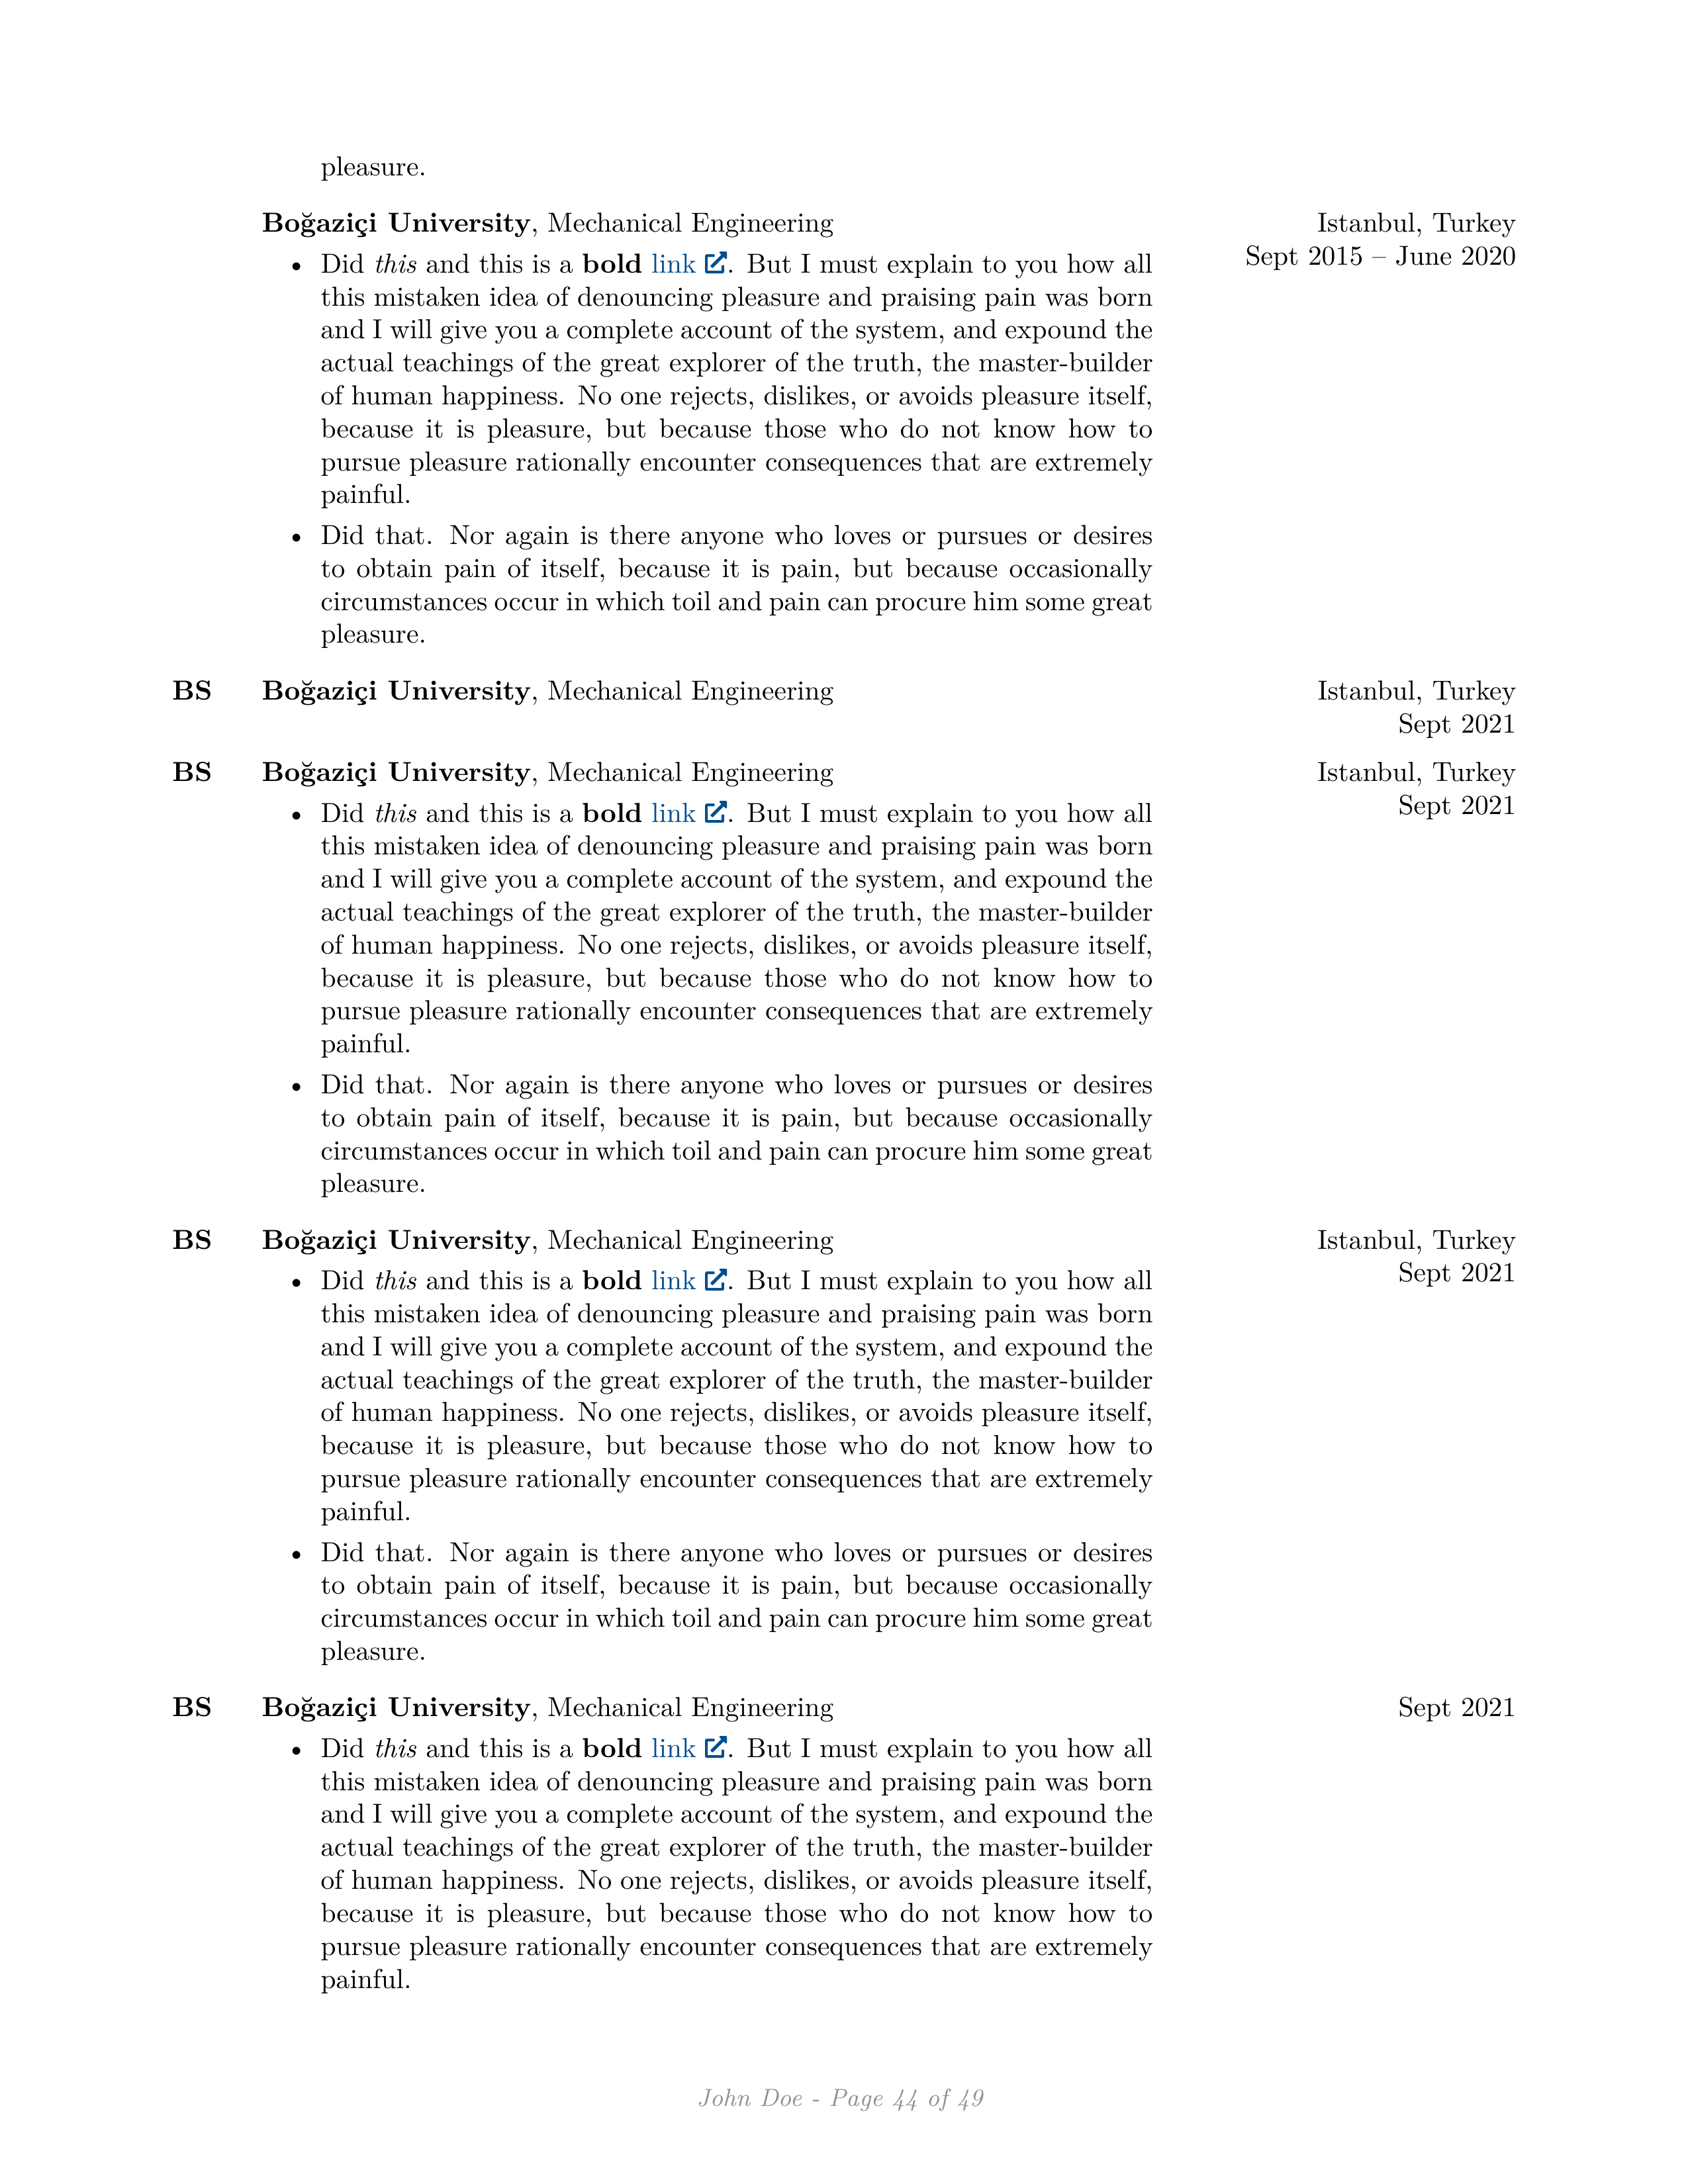 pleasure.
Boğaziçi University, Mechanical Engineering
Istanbul, Turkey
Sept 2015 – June 2020
• Did this and this is a bold link. But I must explain to you how all
this mistaken idea of denouncing pleasure and praising pain was born
and I will give you a complete account of the system, and expound the
actual teachings of the great explorer of the truth, the master-builder
of human happiness. No one rejects, dislikes, or avoids pleasure itself,
because it is pleasure, but because those who do not know how to
pursue pleasure rationally encounter consequences that are extremely
painful.
• Did that. Nor again is there anyone who loves or pursues or desires
to obtain pain of itself, because it is pain, but because occasionally
circumstances occur in which toil and pain can procure him some great
pleasure.
BS Boğaziçi University, Mechanical Engineering
Istanbul, Turkey
Sept 2021
BS Boğaziçi University, Mechanical Engineering
Istanbul, Turkey
Sept 2021
• Did this and this is a bold link. But I must explain to you how all
this mistaken idea of denouncing pleasure and praising pain was born
and I will give you a complete account of the system, and expound the
actual teachings of the great explorer of the truth, the master-builder
of human happiness. No one rejects, dislikes, or avoids pleasure itself,
because it is pleasure, but because those who do not know how to
pursue pleasure rationally encounter consequences that are extremely
painful.
• Did that. Nor again is there anyone who loves or pursues or desires
to obtain pain of itself, because it is pain, but because occasionally
circumstances occur in which toil and pain can procure him some great
pleasure.
BS Boğaziçi University, Mechanical Engineering
Istanbul, Turkey
Sept 2021
• Did this and this is a bold link. But I must explain to you how all
this mistaken idea of denouncing pleasure and praising pain was born
and I will give you a complete account of the system, and expound the
actual teachings of the great explorer of the truth, the master-builder
of human happiness. No one rejects, dislikes, or avoids pleasure itself,
because it is pleasure, but because those who do not know how to
pursue pleasure rationally encounter consequences that are extremely
painful.
• Did that. Nor again is there anyone who loves or pursues or desires
to obtain pain of itself, because it is pain, but because occasionally
circumstances occur in which toil and pain can procure him some great
pleasure.
BS Boğaziçi University, Mechanical Engineering
Sept 2021
• Did this and this is a bold link. But I must explain to you how all
this mistaken idea of denouncing pleasure and praising pain was born
and I will give you a complete account of the system, and expound the
actual teachings of the great explorer of the truth, the master-builder
of human happiness. No one rejects, dislikes, or avoids pleasure itself,
because it is pleasure, but because those who do not know how to
pursue pleasure rationally encounter consequences that are extremely
painful.
John Doe - Page 44 of 49